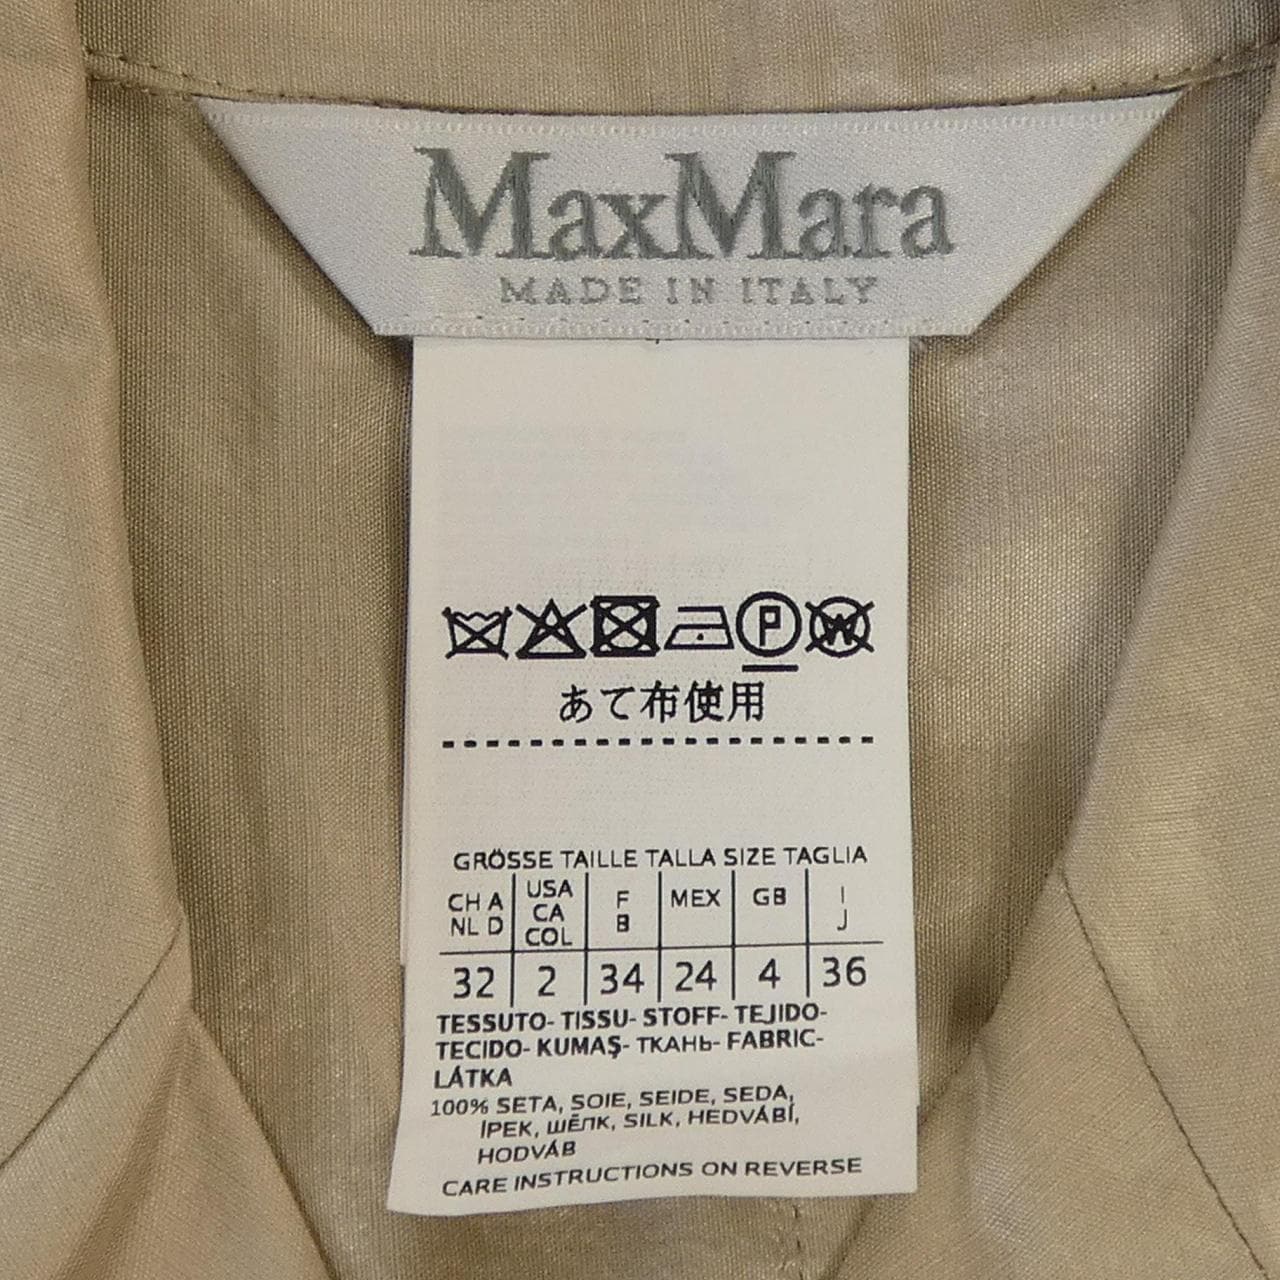 MaxMara
MADE IN ITALY
P W
あて布使用
GRÖSSE TAILLE TALLA SIZE TAGLIA
CH A NL D USA CA COL F B MEX GB I J
32 2 34 24 4 36
TESSUTO- TISSU- STOFF- TEJIDO-
TECIDO- KUMAŞ- ТКАНЬ- FABRIC-
LÁTKA
100% SETA, SOIE, SEIDE, SEDA,
İPEK, ШЁЛК, SILK, HEDVÁBÍ,
HODVÁB
CARE INSTRUCTIONS ON REVERSE